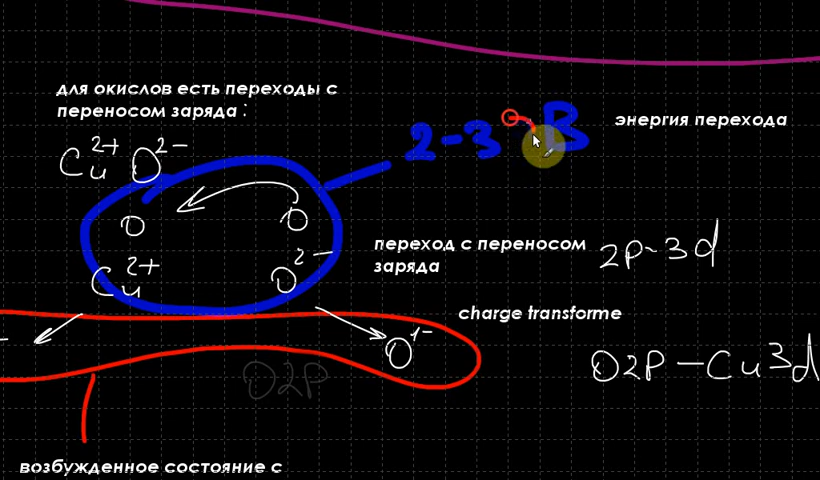 для окислов есть переходы с
переносом заряда :
Cu²⁺ O²⁻
2-3 В
энергия перехода
Cu²⁺ O²⁻
переход с переносом
заряда
2p-3d
charge transforme
O¹⁻
O2p – Cu3d
O2p
возбужденное состояние с